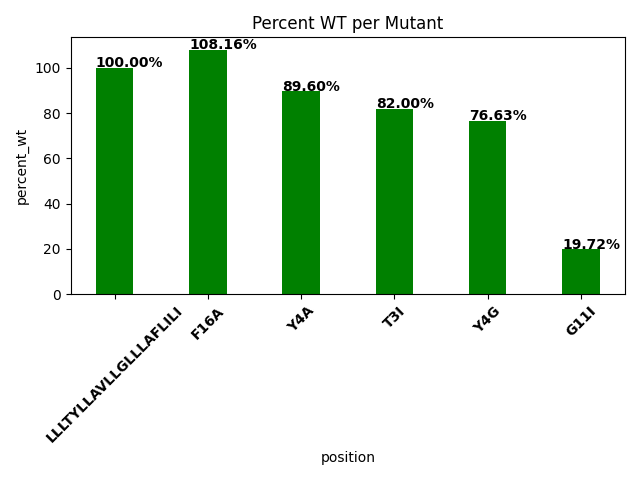 Percent WT per Mutant
percent_wt
100
80
60
40
20
0
100.00%
108.16%
89.60%
82.00%
76.63%
19.72%
LLLTYLLAVLLGLLLAFLILI
F16A
Y4A
T3I
Y4G
G11I
position